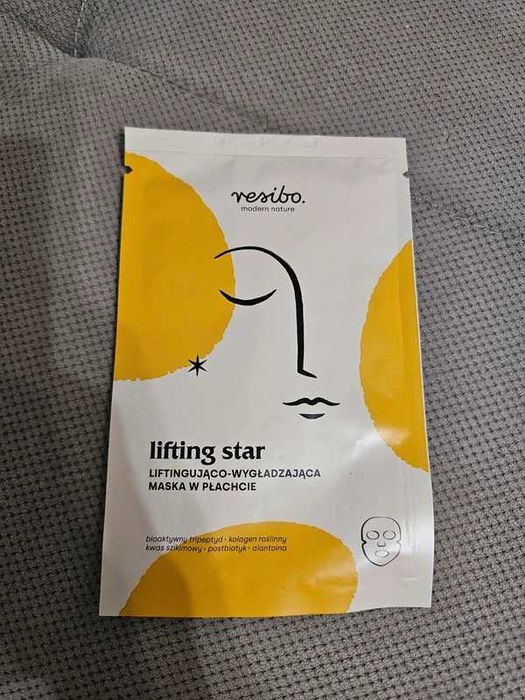 resibo.
modern nature
lifting star
LIFTINGUJĄCO-WYGŁADZAJĄCA
MASKA W PŁACHCIE
bioaktywny tripeptyd • kolagen roślinny
kwas szikimowy • postbiotyk • alantoina